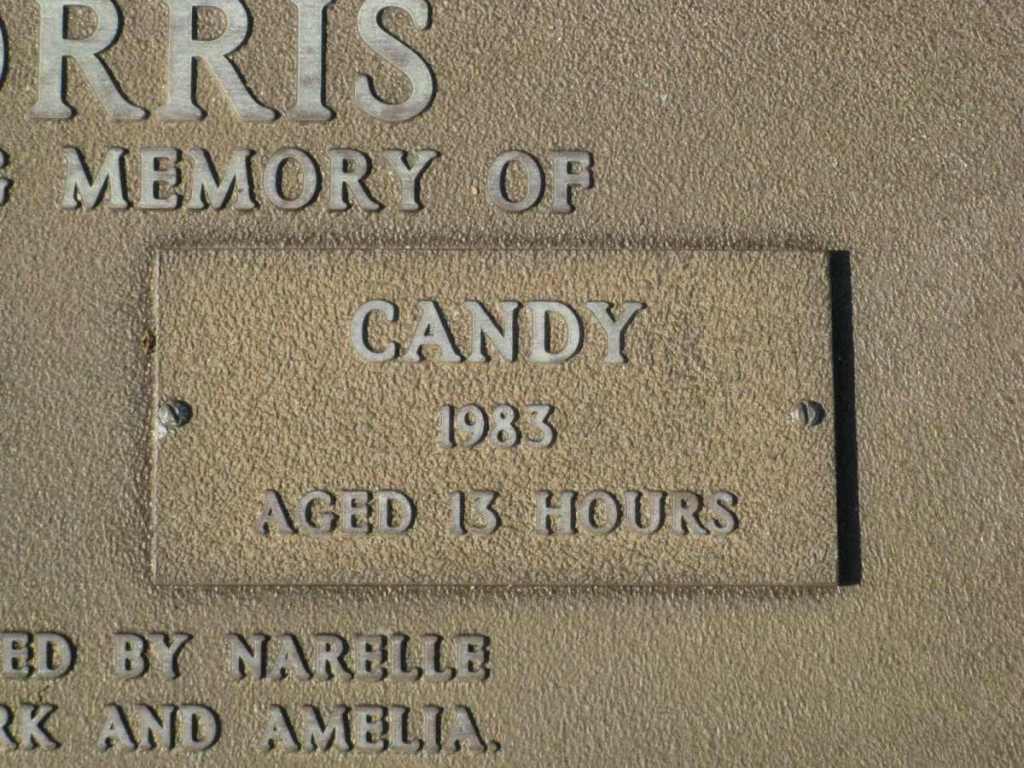 ORRIS
G MEMORY OF
CANDY
1983
AGED 13 HOURS
ED BY NARELLE
RK AND AMELIA.